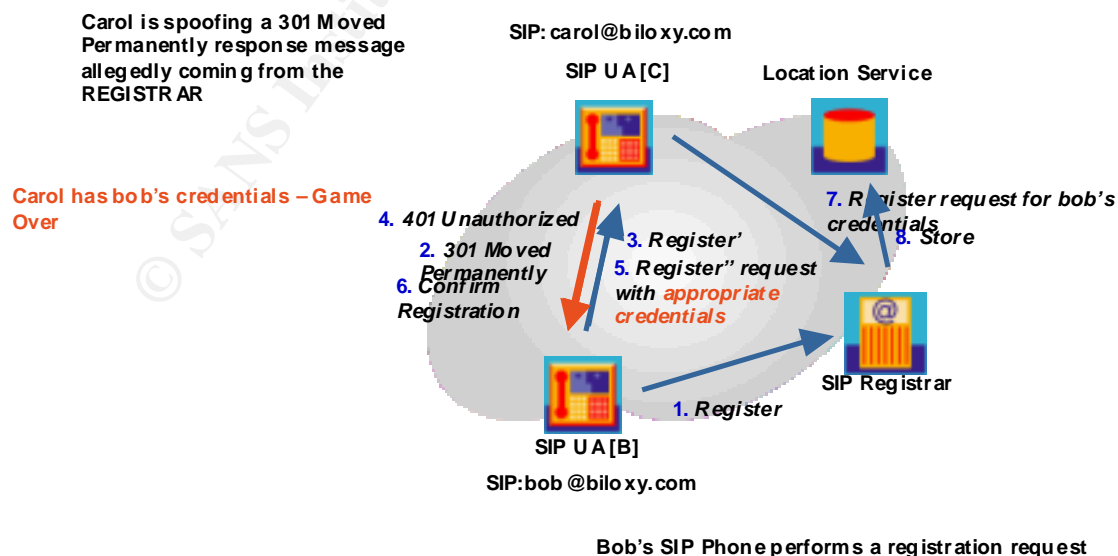 Carol is spoofing a 301 Moved
Permanently response message
allegedly coming from the
REGISTRAR
SIP: carol@biloxy.com
SIP UA[C]
Location Service
© SANS Insti
Carol has bob's credentials – Game
Over
4. 401 Unauthorized
2. 301 Moved
Permanently
6. Confirm
Registration
3. Register'
5. Register'' request
with appropriate
credentials
7. Register request for bob's
credentials
8. Store
@
SIP Registrar
1. Register
SIP UA[B]
SIP:bob@biloxy.com
Bob's SIP Phone performs a registration request